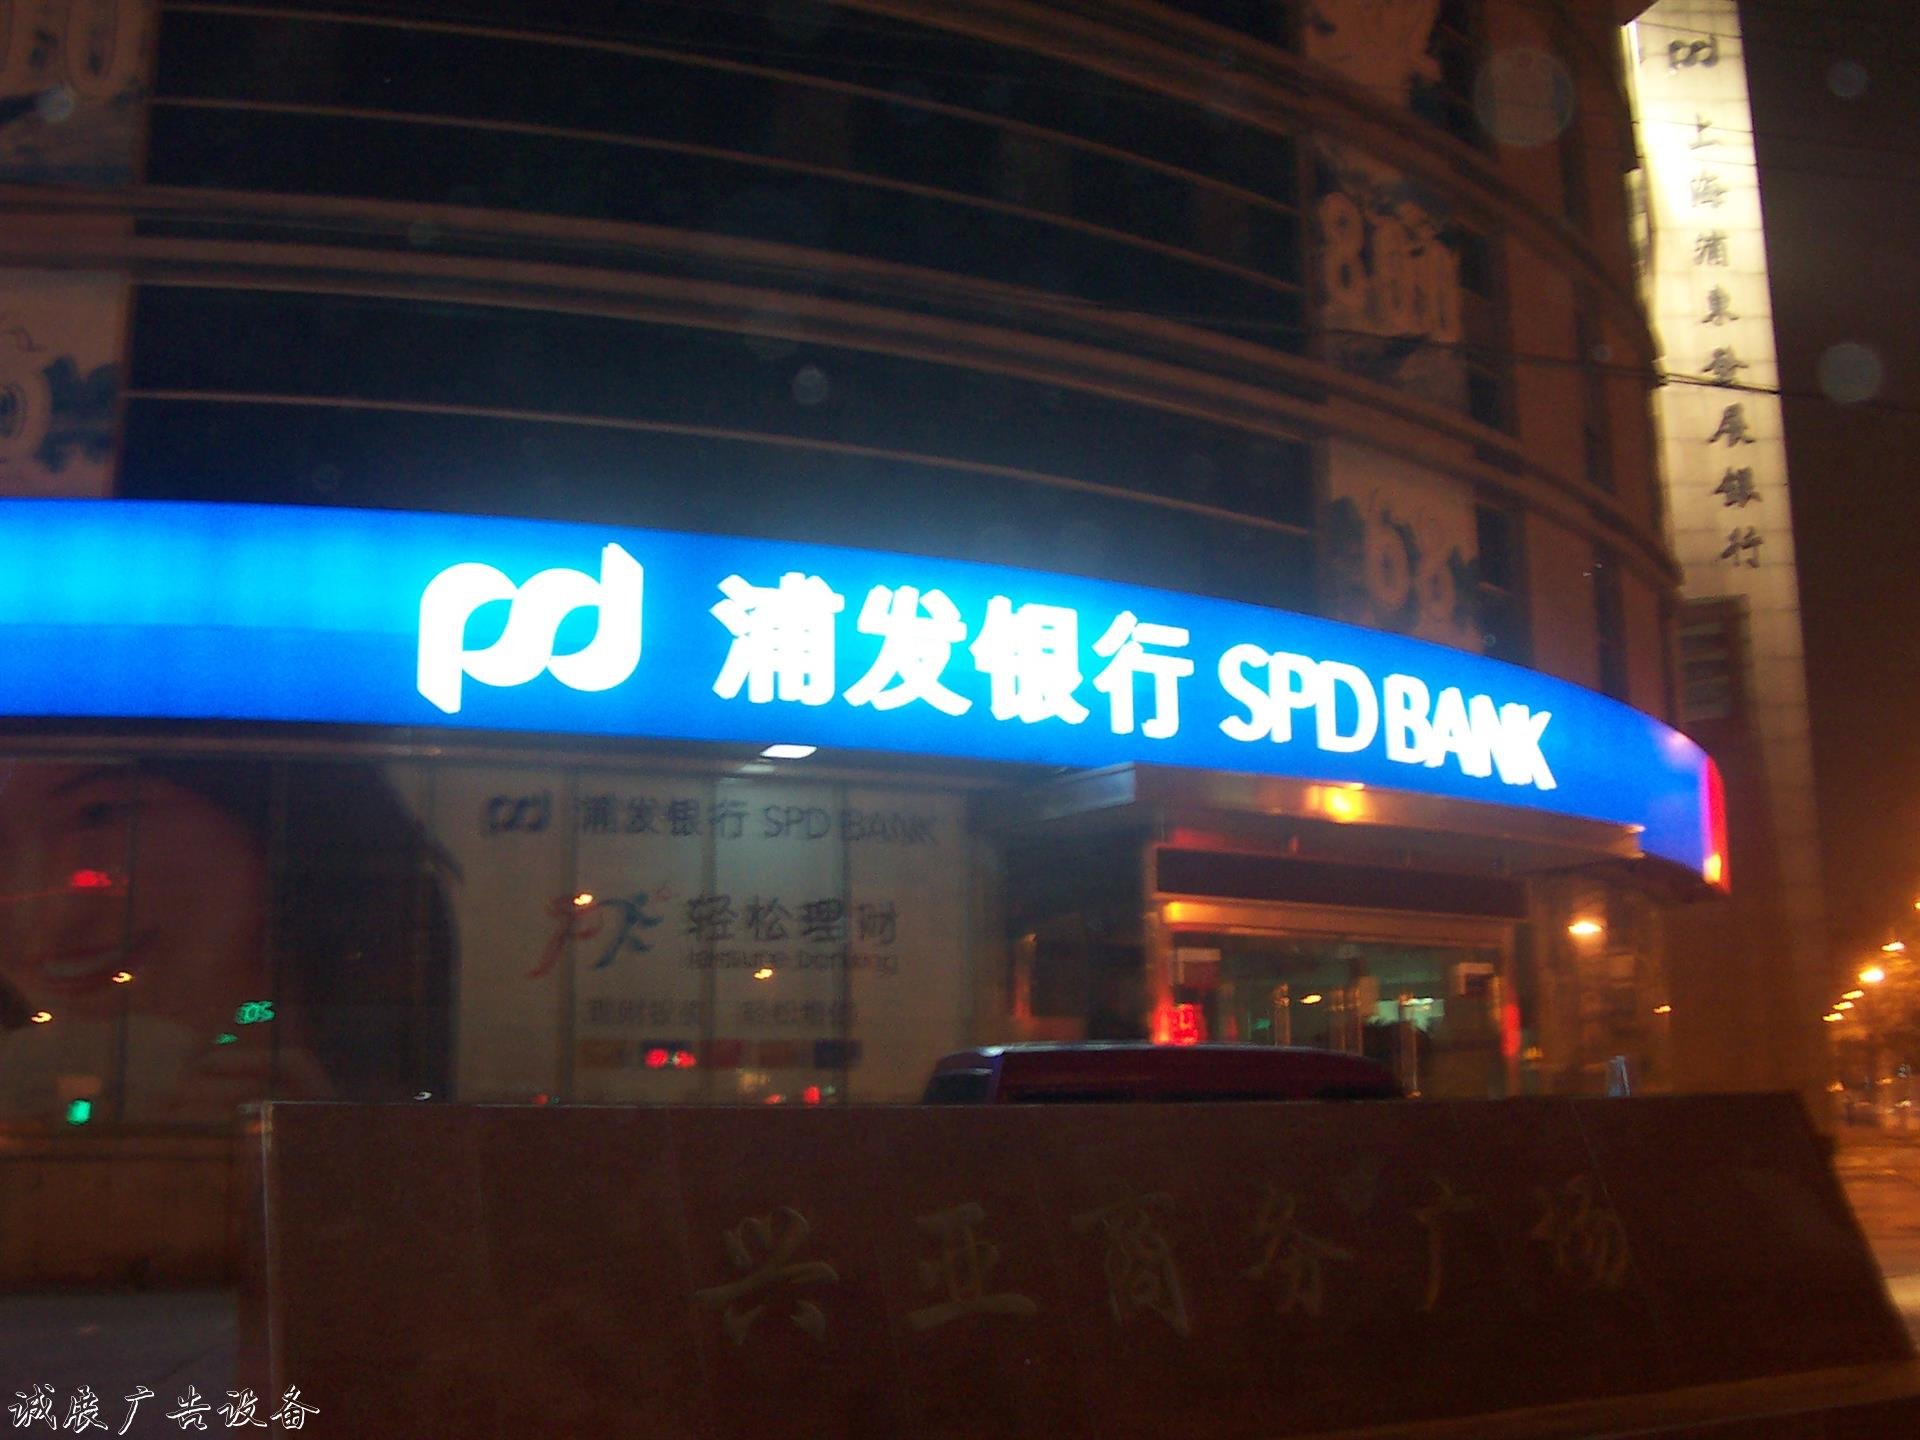 上海浦東發展銀行
浦发银行 SPD BANK
浦发银行 SPD BANK
轻松理财
兴亚商务广场
诚展广告设备